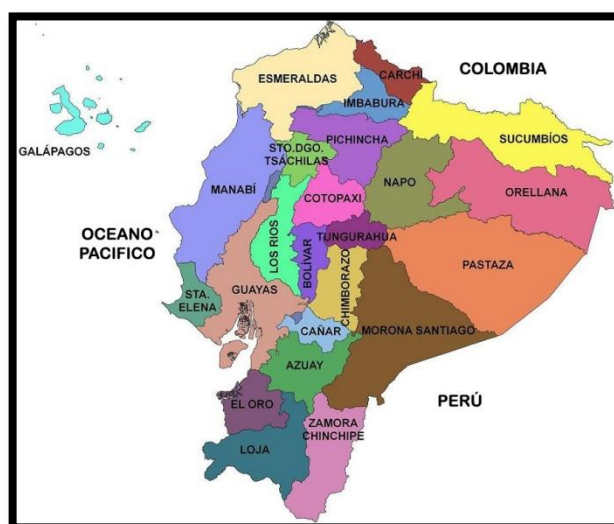 CARCHI
COLOMBIA
ESMERALDAS
IMBABURA
PICHINCHA
SUCUMBÍOS
GALÁPAGOS
STO.DGO.
TSÁCHILAS
NAPO
MANABÍ
COTOPAXI
ORELLANA
OCEANO
PACIFICO
LOS RIOS
BOLÍVAR
TUNGURAHUA
CHIMBORAZO
PASTAZA
STA.
ELENA
GUAYAS
CAÑAR
MORONA SANTIAGO
AZUAY
EL ORO
PERÚ
ZAMORA
CHINCHIPE
LOJA